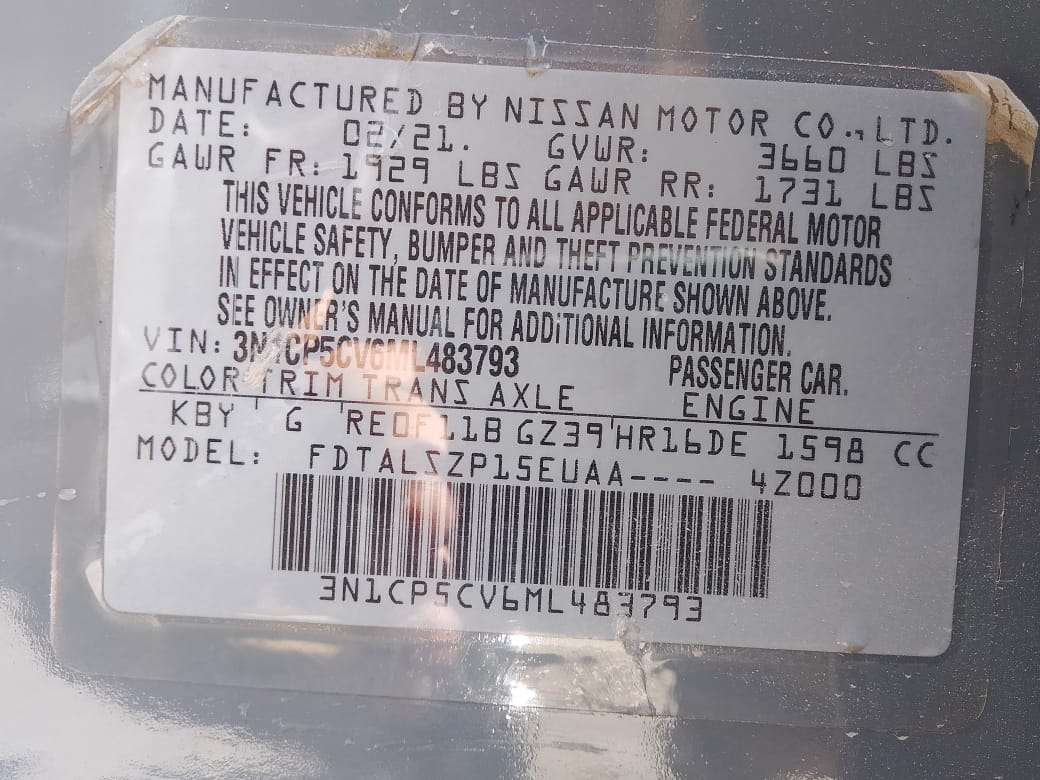 MANUFACTURED BY NISSAN MOTOR CO., LTD.
DATE: 02/21. GVWR: 3660 LBS
GAWR FR: 1929 LBS GAWR RR: 1731 LBS
THIS VEHICLE CONFORMS TO ALL APPLICABLE FEDERAL MOTOR
VEHICLE SAFETY, BUMPER AND THEFT PREVENTION STANDARDS
IN EFFECT ON THE DATE OF MANUFACTURE SHOWN ABOVE.
SEE OWNER'S MANUAL FOR ADDiTIONAL INFORMATION.
VIN: 3N1CP5CV6ML483793 PASSENGER CAR.
COLOR TRIM TRANS AXLE ENGINE
KBY G RE0F11B GZ39 HR16DE 1598 CC
MODEL: FDTALSZP15EUAA---- 4Z000
3N1CP5CV6ML483793